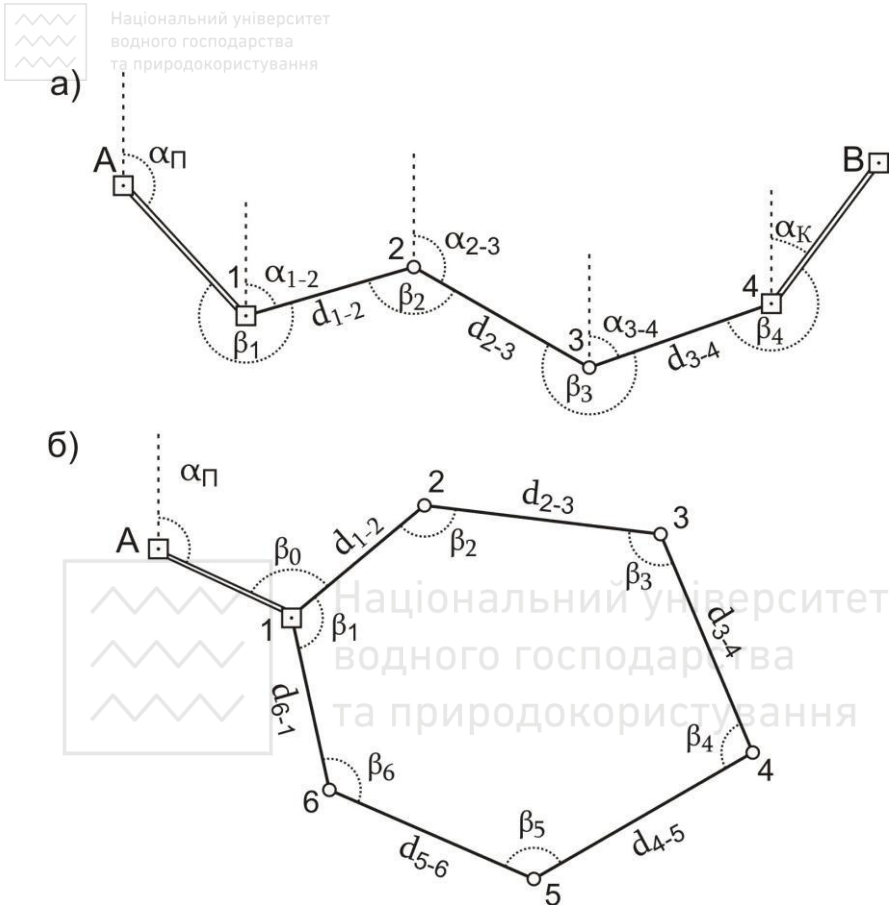 Національний університет
водного господарства
та природокористування
а)
A αП B
αК
2 α2-3
1 α1-2 4
d1-2 β2 3 α3-4
β1 d2-3 d3-4 β4
β3
б)
αП
2 d2-3
A d1-2 3
β0 β2
β3
Національний університет
1 β1 d3-4
водного господарства
d6-1
та природокористування
β4
β6 4
6
β5
d5-6 d4-5
5